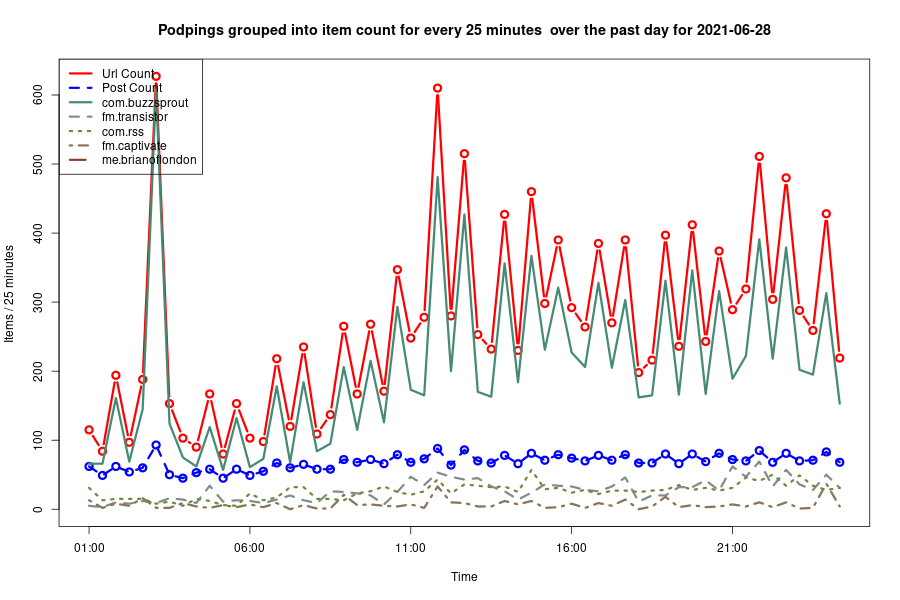 Podpings grouped into item count for every 25 minutes  over the past day for 2021-06-28
Url Count
Post Count
com.buzzsprout
fm.transistor
com.rss
fm.captivate
me.brianoflondon
Items / 25 minutes
600
500
400
300
200
100
0
01:00
06:00
11:00
16:00
21:00
Time